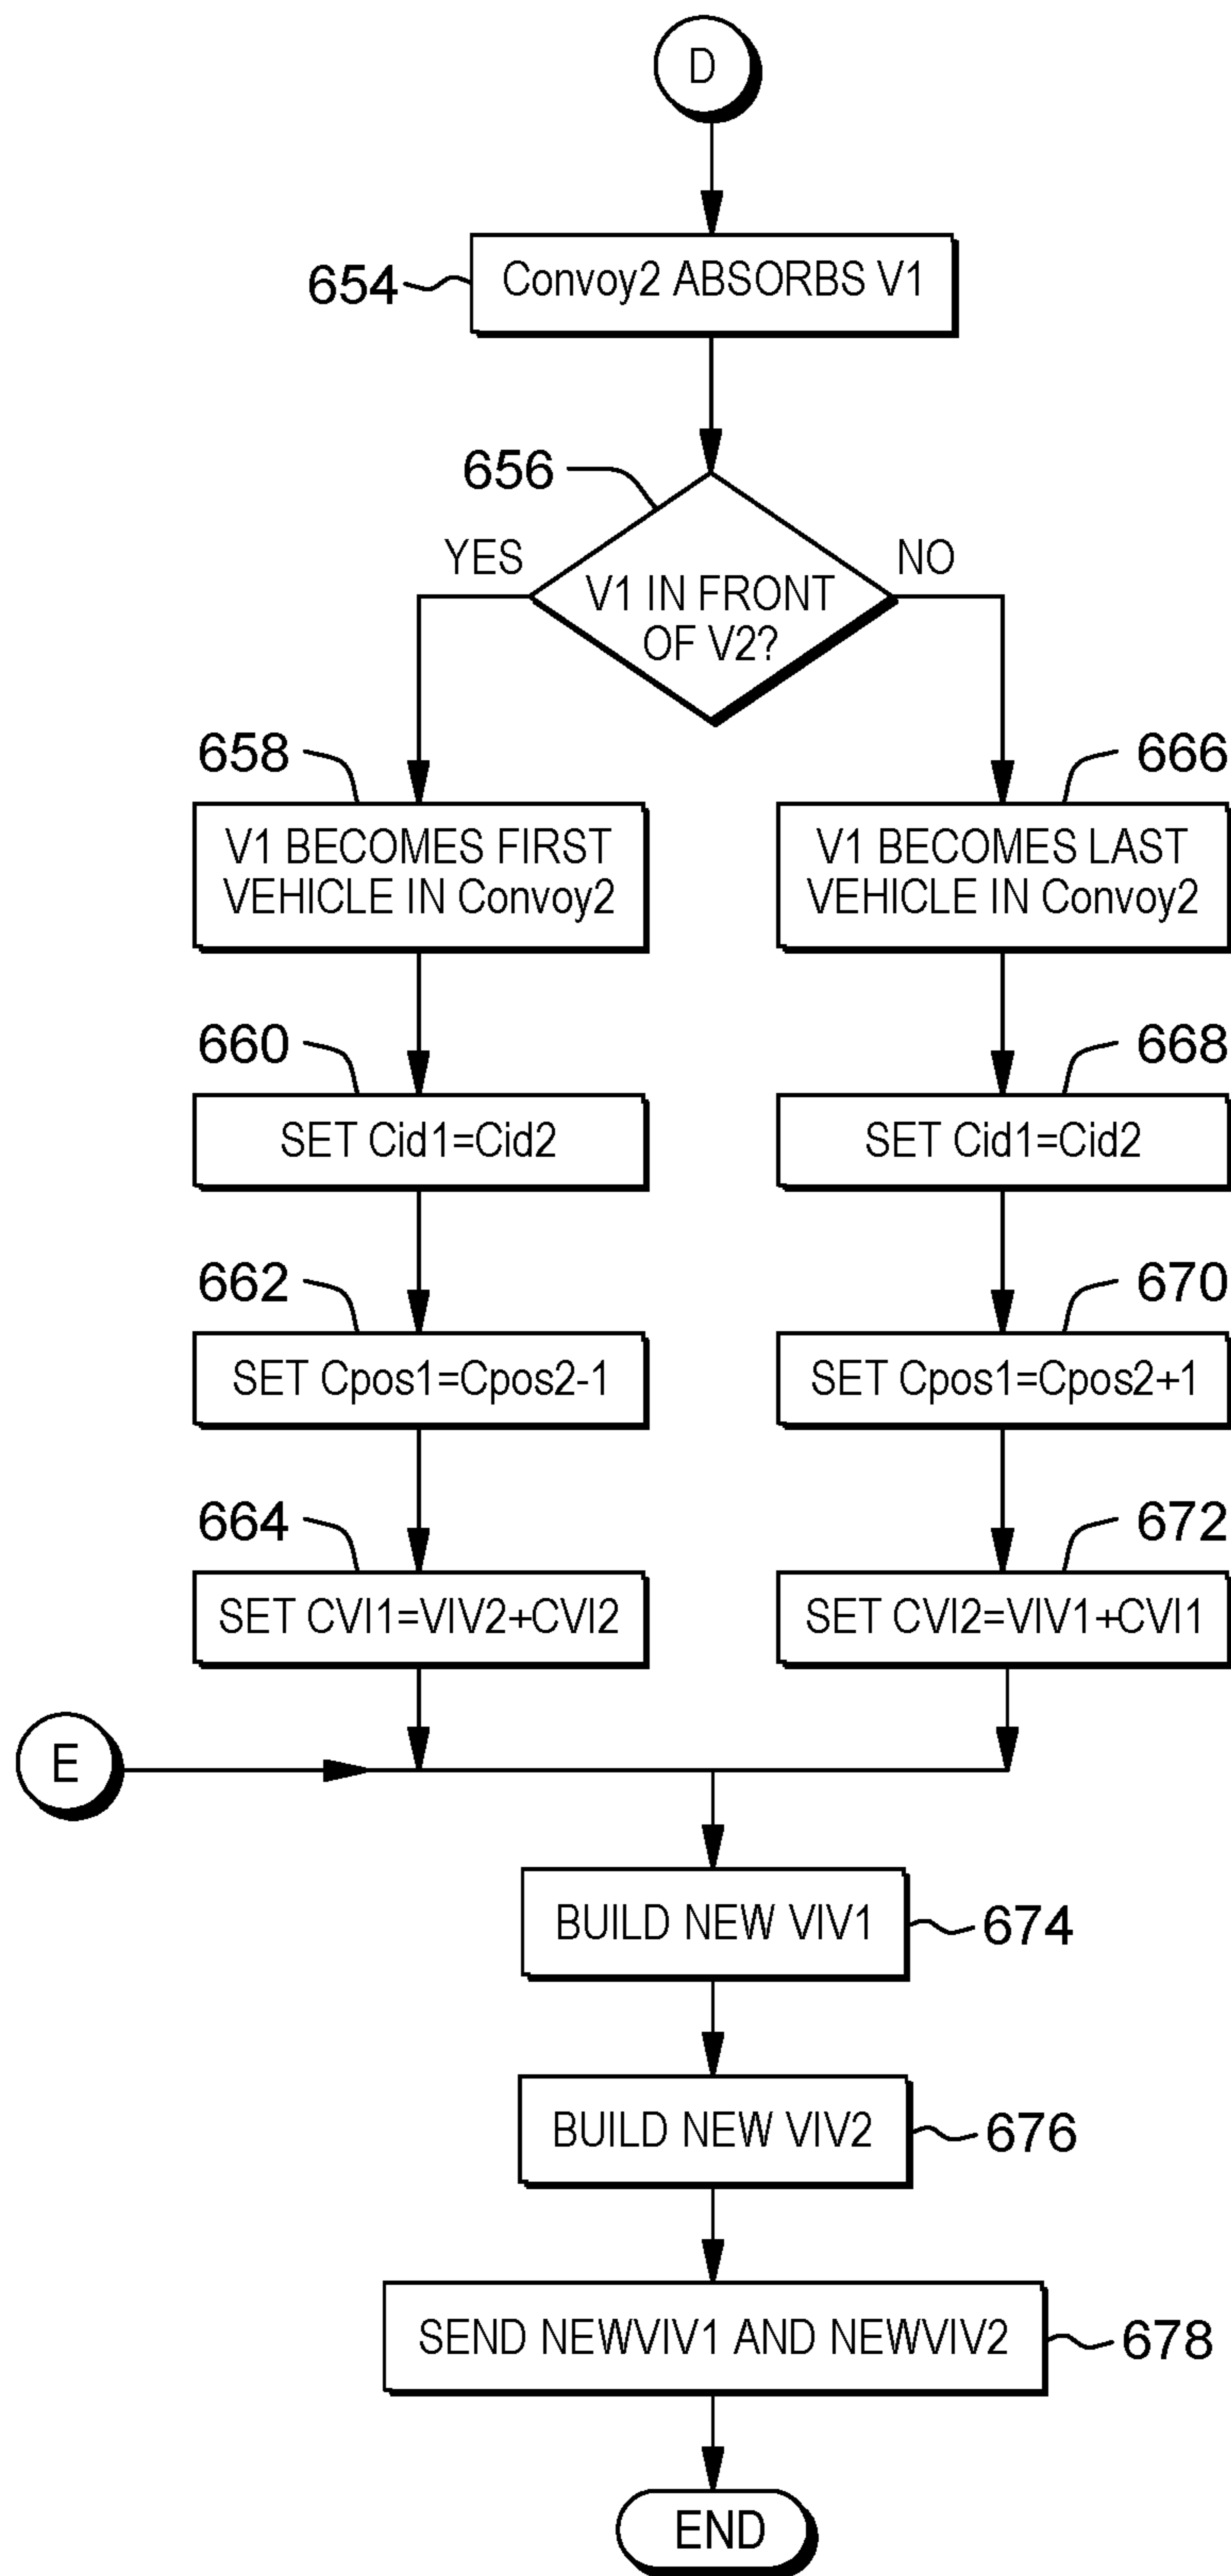 D
654
Convoy2 ABSORBS V1
656
YES
NO
V1 IN FRONT
OF V2?
658
666
V1 BECOMES FIRST
VEHICLE IN Convoy2
V1 BECOMES LAST
VEHICLE IN Convoy2
660
668
SET Cid1=Cid2
SET Cid1=Cid2
662
670
SET Cpos1=Cpos2-1
SET Cpos1=Cpos2+1
664
672
SET CVI1=VIV2+CVI2
SET CVI2=VIV1+CVI1
E
BUILD NEW VIV1
674
BUILD NEW VIV2
676
SEND NEWVIV1 AND NEWVIV2
678
END